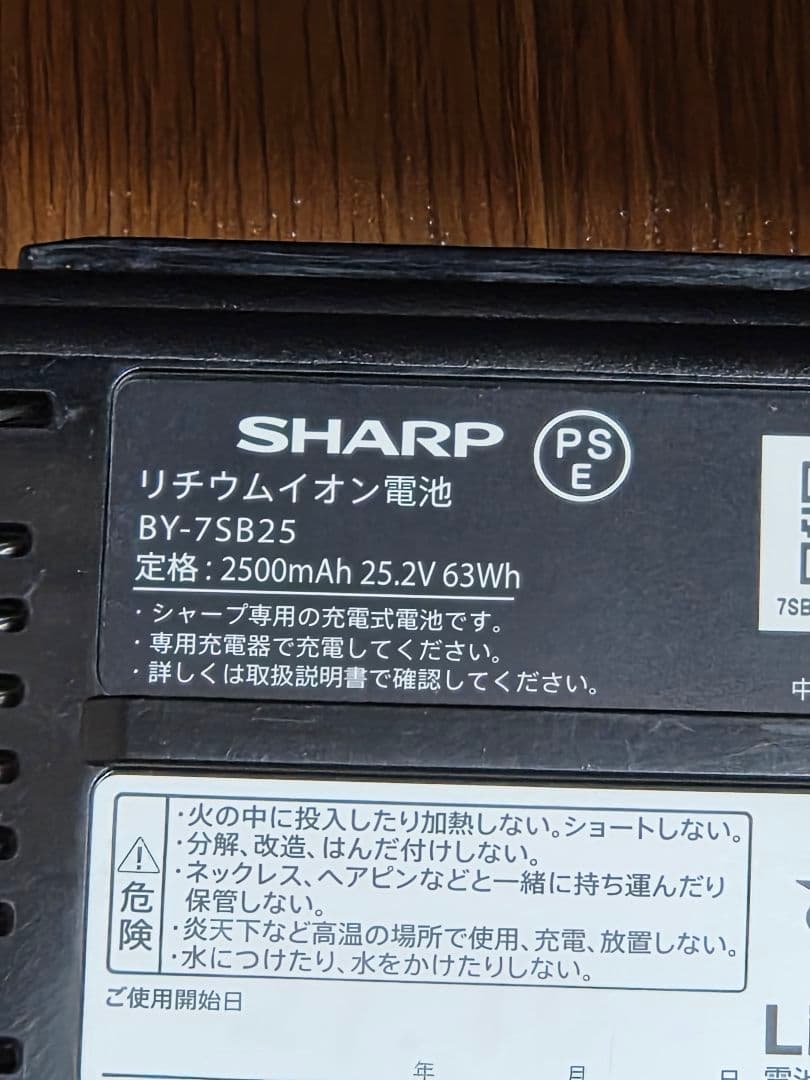 SHARP
PS
E
リチウムイオン電池
BY-7SB25
定格：2500mAh 25.2V 63Wh
・シャープ専用の充電式電池です。
・専用充電器で充電してください。
・詳しくは取扱説明書で確認してください。
7SB
中
危険
・火の中に投入したり加熱しない。ショートしない。
・分解、改造、はんだ付けしない。
・ネックレス、ヘアピンなどと一緒に持ち運んだり
保管しない。
・炎天下など高温の場所で使用、充電、放置しない。
・水につけたり、水をかけたりしない。
ご使用開始日
年 月 日
Li
電池